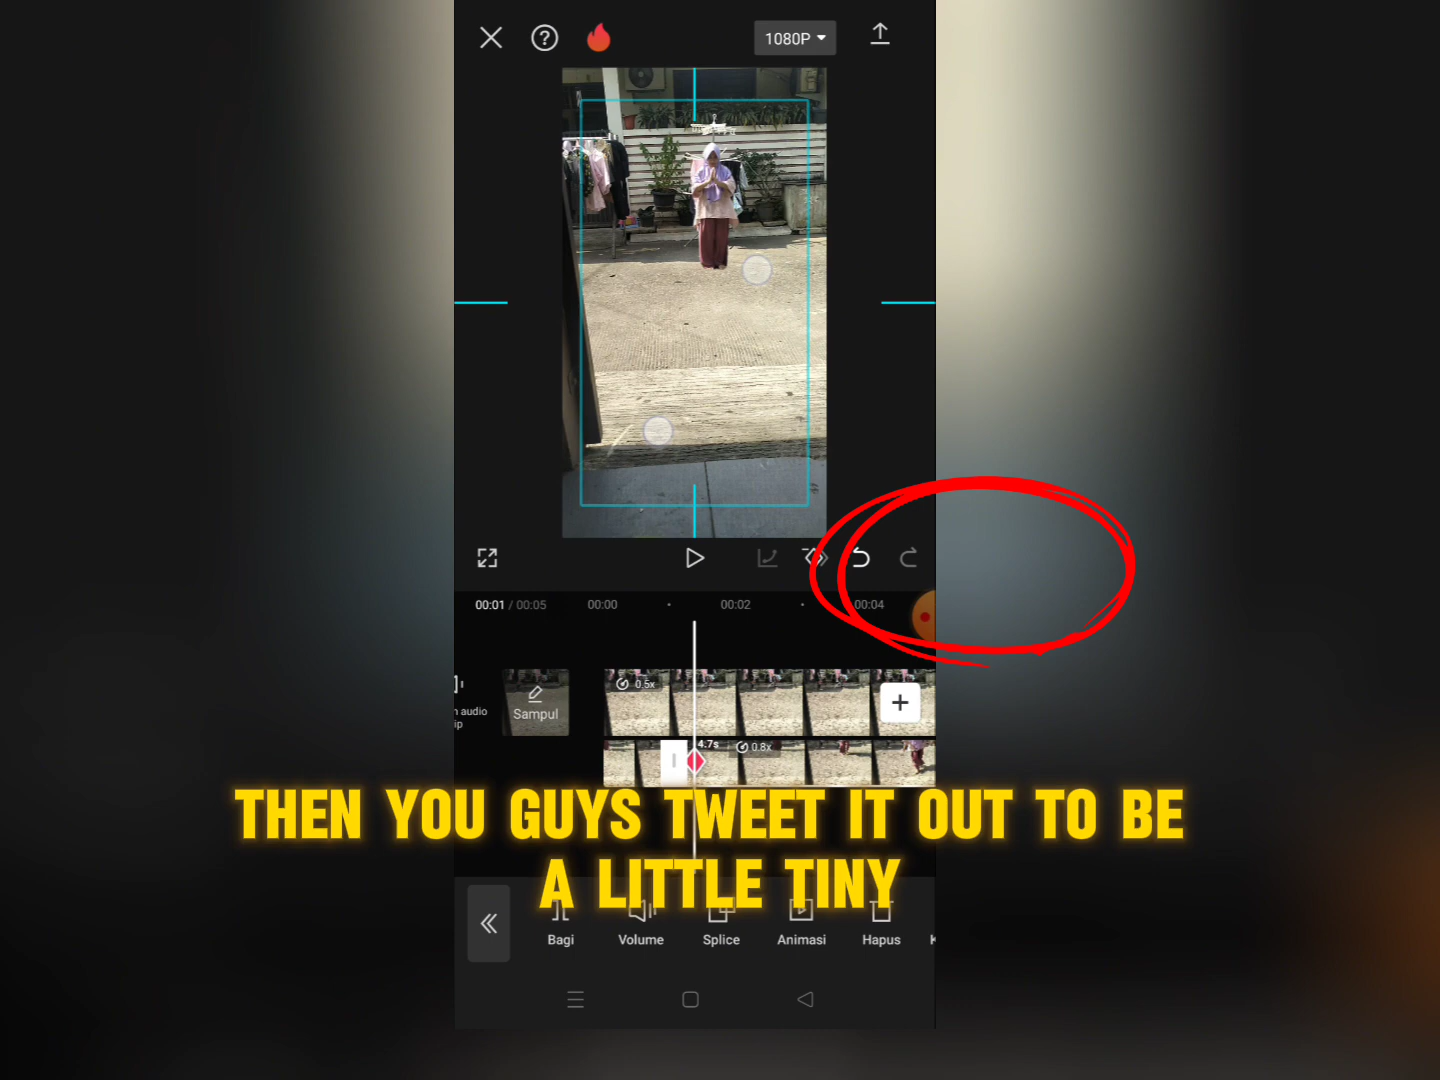 1080P
00:01 / 00:05
00:00
00:02
00:04
0.5x
audio
Sampul
4.7s
0.8x
THEN YOU GUYS TWEET IT OUT TO BE
A LITTLE TINY
Bagi
Volume
Splice
Animasi
Hapus